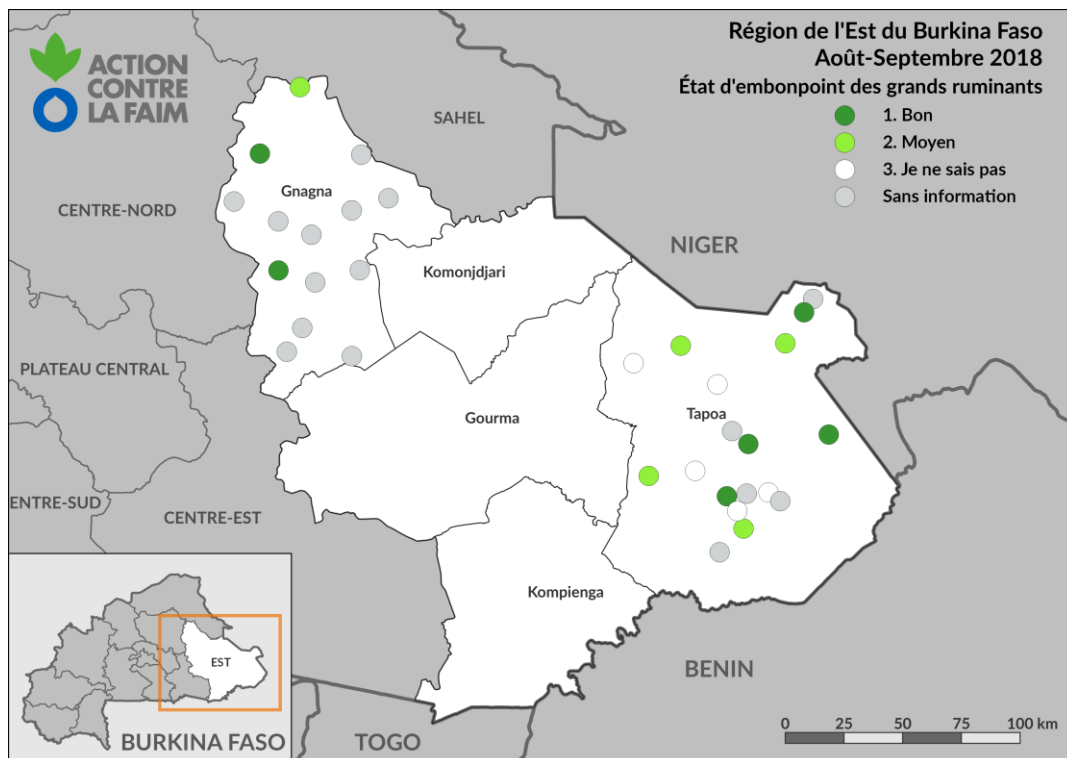 Région de l'Est du Burkina Faso
Août-Septembre 2018
État d'embonpoint des grands ruminants
1. Bon
2. Moyen
3. Je ne sais pas
Sans information
ACTION
CONTRE
LA FAIM
SAHEL
CENTRE-NORD
Gnagna
NIGER
Komonjdjari
PLATEAU CENTRAL
Gourma
Tapoa
ENTRE-SUD
CENTRE-EST
Kompienga
EST
BENIN
BURKINA FASO
TOGO
0 25 50 75 100 km